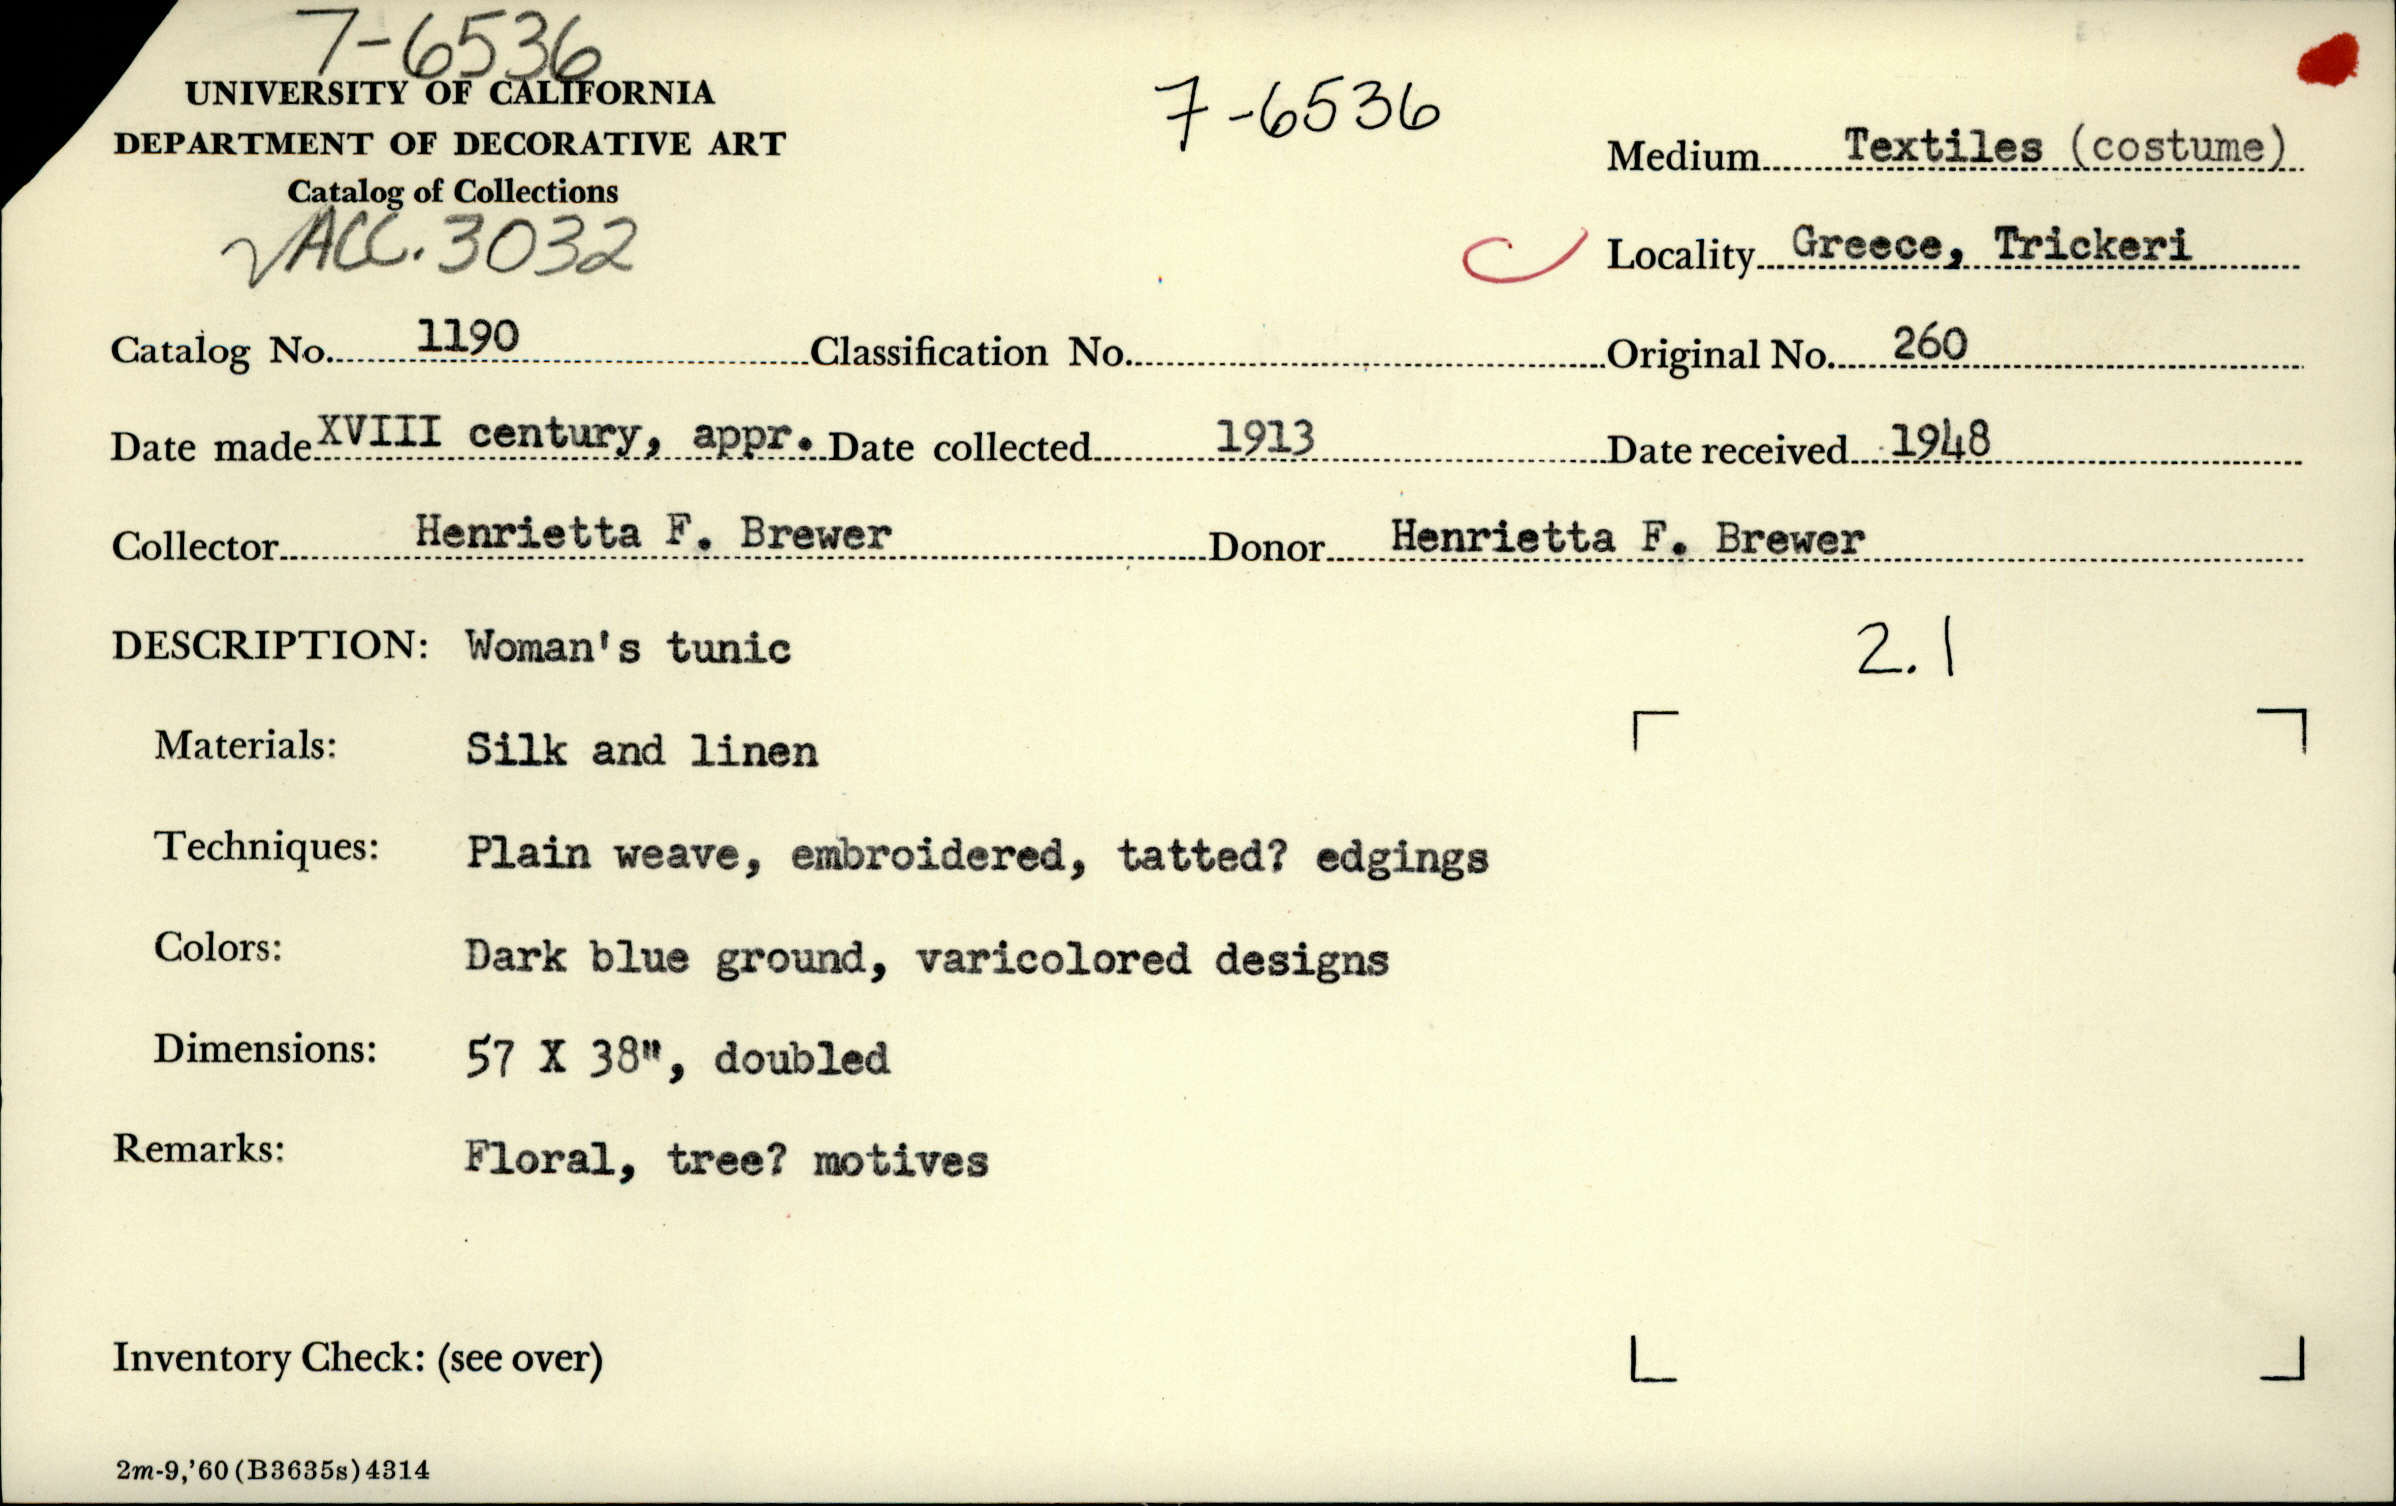 7-6536
UNIVERSITY OF CALIFORNIA
DEPARTMENT OF DECORATIVE ART
Catalog of Collections
7-6536
Medium Textiles (costume)
√ACC. 3032
Locality Greece, Trickeri
Catalog No. 1190 Classification No. Original No. 260
Date made XVIII century, appr. Date collected 1913 Date received 1948
Collector Henrietta F. Brewer Donor Henrietta F. Brewer
DESCRIPTION: Woman's tunic
2.1
Materials: Silk and linen
Techniques: Plain weave, embroidered, tatted? edgings
Colors: Dark blue ground, varicolored designs
Dimensions: 57 X 38", doubled
Remarks: Floral, tree? motives
Inventory Check: (see over)
2m-9,'60(B3635s)4314